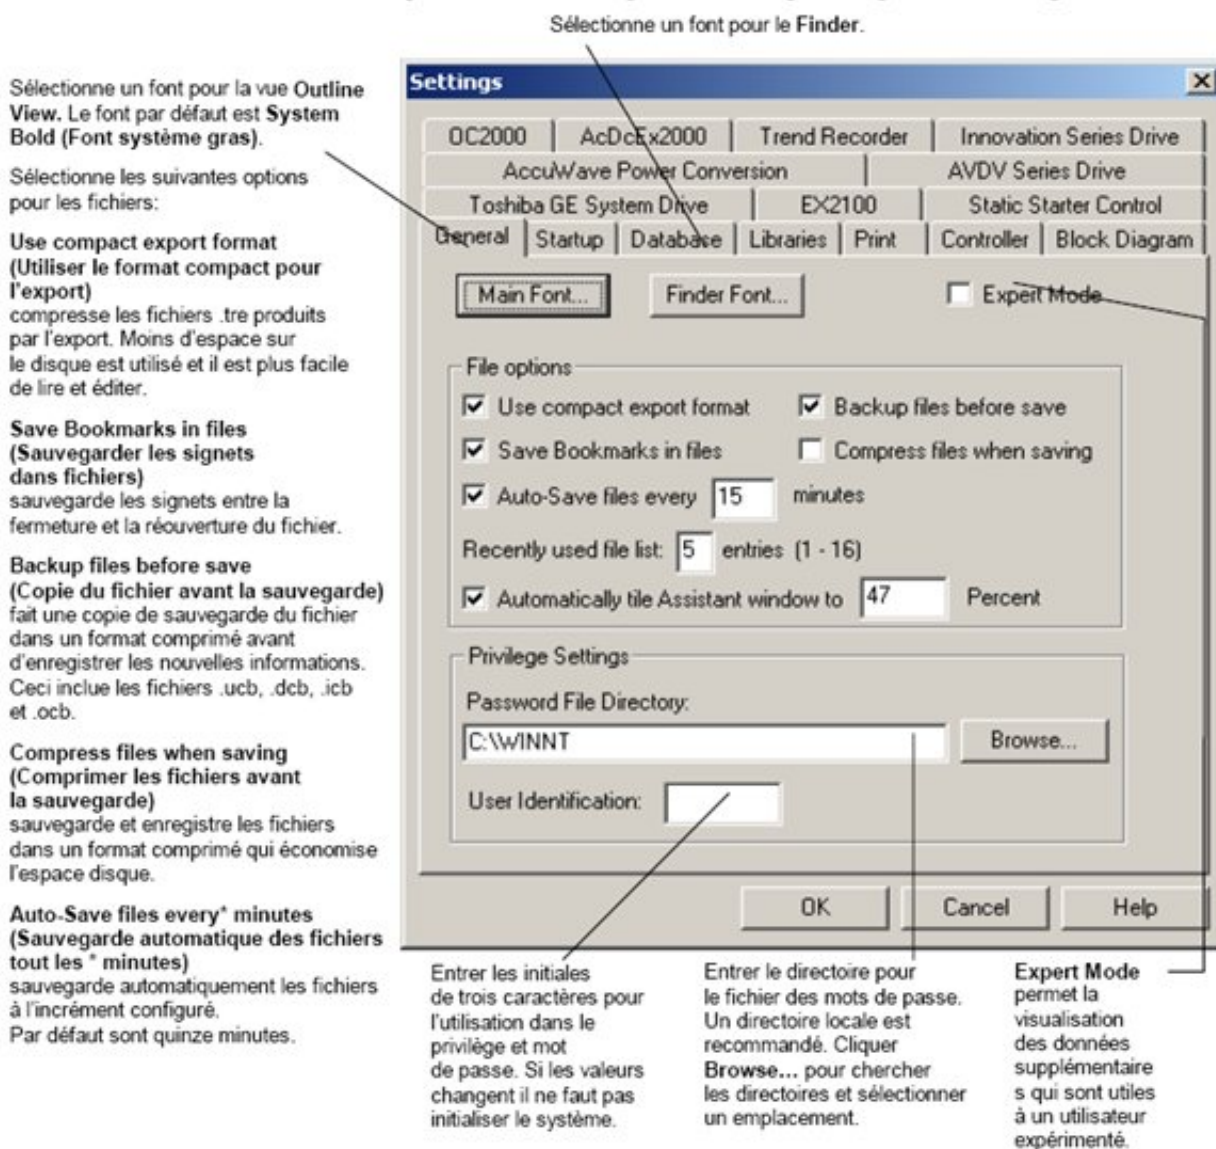 Sélectionne un font pour le Finder.
Sélectionne un font pour la vue Outline
View. Le font par défaut est System
Bold (Font système gras).
Sélectionne les suivantes options
pour les fichiers:
Use compact export format
(Utiliser le format compact pour
l'export)
compresse les fichiers .tre produits
par l'export. Moins d'espace sur
le disque est utilisé et il est plus facile
de lire et éditer.
Save Bookmarks in files
(Sauvegarder les signets
dans fichiers)
sauvegarde les signets entre la
fermeture et la réouverture du fichier.
Backup files before save
(Copie du fichier avant la sauvegarde)
fait une copie de sauvegarde du fichier
dans un format comprimé avant
d'enregistrer les nouvelles informations.
Ceci inclue les fichiers .ucb, .dcb, .icb
et .ocb.
Compress files when saving
(Comprimer les fichiers avant
la sauvegarde)
sauvegarde et enregistre les fichiers
dans un format comprimé qui économise
l'espace disque.
Auto-Save files every* minutes
(Sauvegarde automatique des fichiers
tout les * minutes)
sauvegarde automatiquement les fichiers
à l'incrément configuré.
Par défaut sont quinze minutes.
Settings
OC2000 AcDcEx2000 Trend Recorder Innovation Series Drive
AccuWave Power Conversion AVDV Series Drive
Toshiba GE System Drive EX2100 Static Starter Control
General Startup Database Libraries Print Controller Block Diagram
Main Font... Finder Font... Expert Mode
File options
Use compact export format Backup files before save
Save Bookmarks in files Compress files when saving
Auto-Save files every 15 minutes
Recently used file list: 5 entries (1 - 16)
Automatically tile Assistant window to 47 Percent
Privilege Settings
Password File Directory:
C:\WINNT Browse...
User Identification:
OK Cancel Help
Entrer les initiales
de trois caractères pour
l'utilisation dans le
privilège et mot
de passe. Si les valeurs
changent il ne faut pas
initialiser le système.
Entrer le directoire pour
le fichier des mots de passe.
Un directoire locale est
recommandé. Cliquer
Browse... pour chercher
les directoires et sélectionner
un emplacement.
Expert Mode
permet la
visualisation
des données
supplémentaire
s qui sont utiles
à un utilisateur
expérimenté.